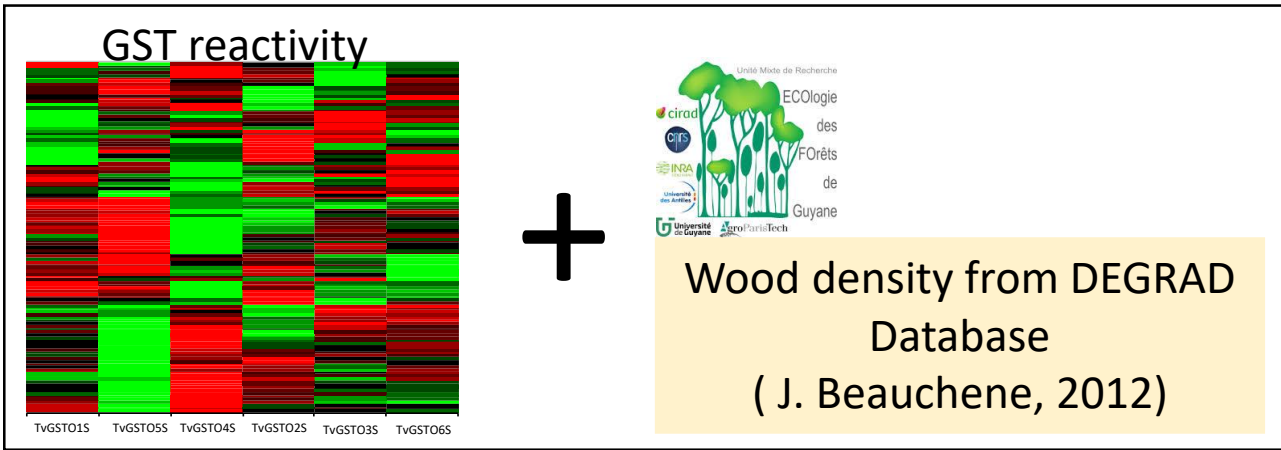 GST reactivity
TvGSTO1S TvGSTO5S TvGSTO4S TvGSTO2S TvGSTO3S TvGSTO6S
+
Unité Mixte de Recherche
ECOlogie
des
FOrêts
de
Guyane
cirad
cnrs
INRA
Université
des Antilles
Université
de Guyane
AgroParisTech
Wood density from DEGRAD
Database
( J. Beauchene, 2012)